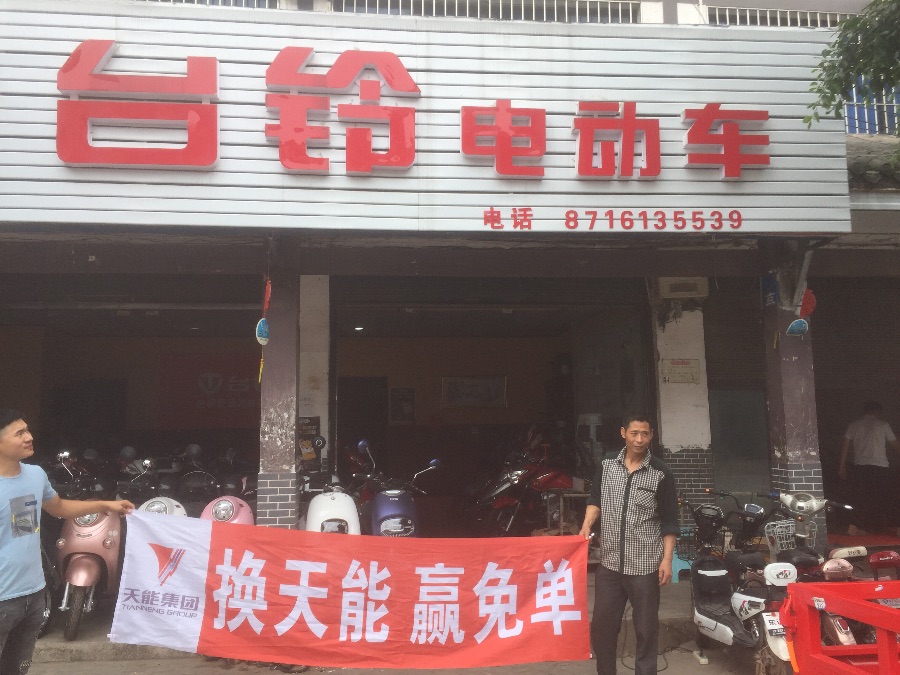 台铃电动车
电话 8716135539
台
天能集团
TIANNENG GROUP
换天能 赢免单